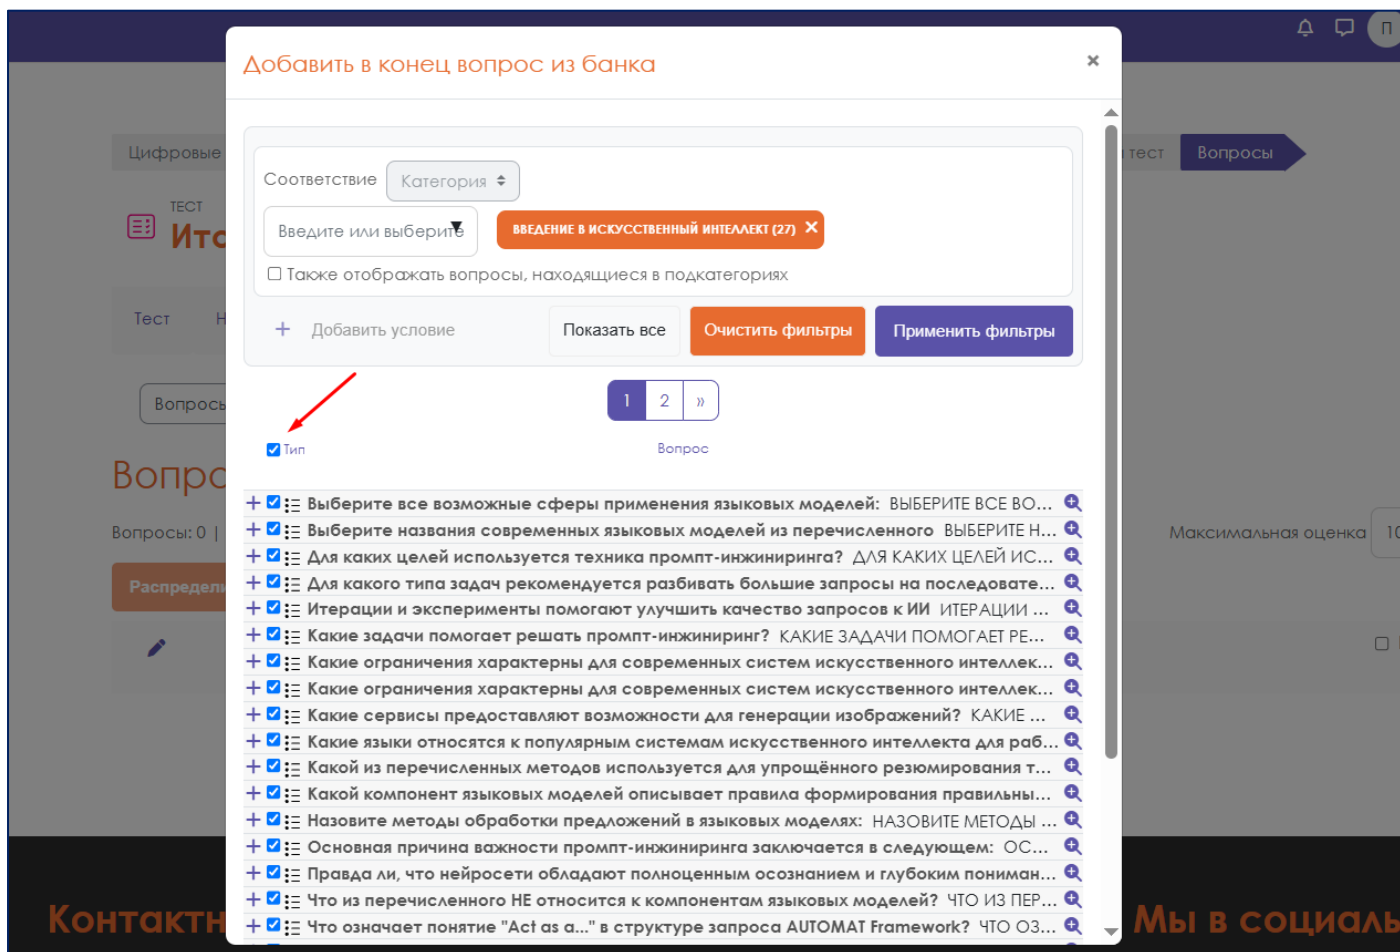 П
Добавить в конец вопрос из банка
×
Цифровые
тест
Вопросы
Соответствие
Категория
ТЕСТ
Введите или выберите
ВВЕДЕНИЕ В ИСКУССТВЕННЫЙ ИНТЕЛЛЕКТ (27) ×
Также отображать вопросы, находящиеся в подкатегориях
Тест
+ Добавить условие
Показать все
Очистить фильтры
Применить фильтры
1 2 »
Тип
Вопрос
Вопросы: 0 |
Максимальная оценка
+ Выберите все возможные сферы применения языковых моделей: ВЫБЕРИТЕ ВСЕ ВО...
+ Выберите названия современных языковых моделей из перечисленного ВЫБЕРИТЕ Н...
+ Для каких целей используется техника промпт-инжиниринга? ДЛЯ КАКИХ ЦЕЛЕЙ ИС...
+ Для какого типа задач рекомендуется разбивать большие запросы на последовате...
+ Итерации и эксперименты помогают улучшить качество запросов к ИИ ИТЕРАЦИИ ...
+ Какие задачи помогает решать промпт-инжиниринг? КАКИЕ ЗАДАЧИ ПОМОГАЕТ РЕ...
+ Какие ограничения характерны для современных систем искусственного интеллек...
+ Какие ограничения характерны для современных систем искусственного интеллек...
+ Какие сервисы предоставляют возможности для генерации изображений? КАКИЕ ...
+ Какие языки относятся к популярным системам искусственного интеллекта для раб...
+ Какой из перечисленных методов используется для упрощённого резюмирования т...
+ Какой компонент языковых моделей описывает правила формирования правильны...
+ Назовите методы обработки предложений в языковых моделях: НАЗОВИТЕ МЕТОДЫ ...
+ Основная причина важности промпт-инжиниринга заключается в следующем: ОС...
+ Правда ли, что нейросети обладают полноценным осознанием и глубоким пониман...
+ Что из перечисленного НЕ относится к компонентам языковых моделей? ЧТО ИЗ ПЕР...
+ Что означает понятие "Act as a..." в структуре запроса AUTOMAT Framework? ЧТО ОЗ...
Контактн
Мы в социаль